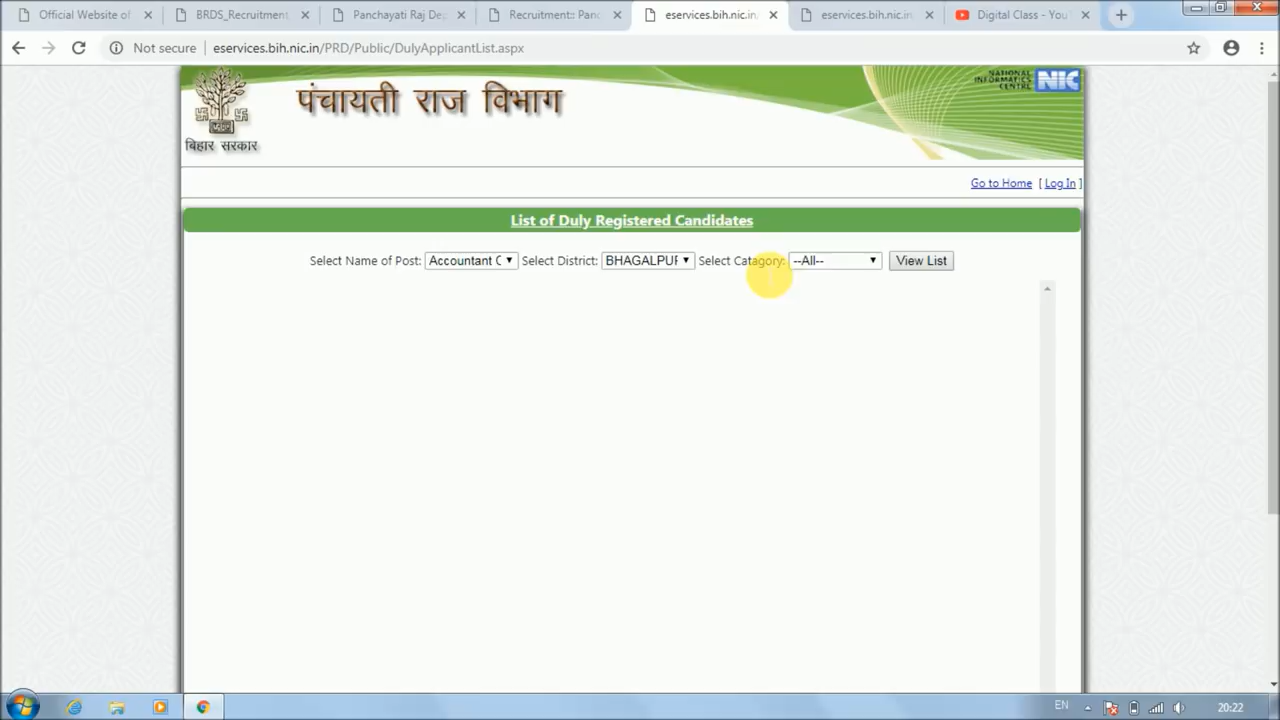 Official Website of
BRDS_Recruitment
Panchayati Raj De
Recruitment:: Pan
eservices.bih.nic.in/
eservices.bih.nic.in
Digital Class - You
Not secure
eservices.bih.nic.in/PRD/Public/DulyApplicantList.aspx
पंचायती राज विभाग
NATIONAL
INFORMATICS
CENTRE
NIC
बिहार सरकार
Go to Home [ Log In ]
List of Duly Registered Candidates
Select Name of Post: Accountant C Select District: BHAGALPUR Select Catagory: --All-- View List
EN
20:22